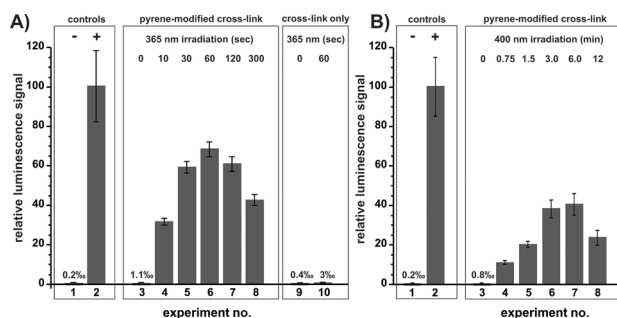 A)
controls
pyrene-modified cross-link
cross-link only
- +
365 nm irradiation (sec)
365 nm (sec)
0 10 30 60 120 300
0 60
relative luminescence signal
120
100
80
60
40
20
0
0.2‰
1.1‰
0.4‰ 3‰
1 2 3 4 5 6 7 8 9 10
experiment no.
B)
controls
pyrene-modified cross-link
- +
400 nm irradiation (min)
0 0.75 1.5 3.0 6.0 12
relative luminescence signal
120
100
80
60
40
20
0
0.2‰
0.8‰
1 2 3 4 5 6 7 8
experiment no.